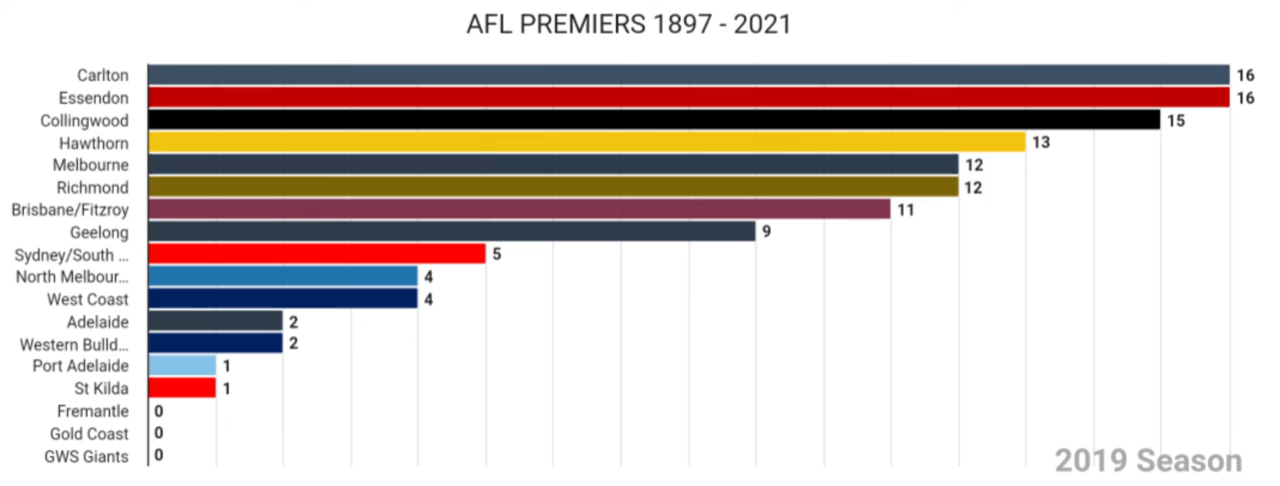 AFL PREMIERS 1897 - 2021
Carlton 16
Essendon 16
Collingwood 15
Hawthorn 13
Melbourne 12
Richmond 12
Brisbane/Fitzroy 11
Geelong 9
Sydney/South ... 5
North Melbour... 4
West Coast 4
Adelaide 2
Western Bulld... 2
Port Adelaide 1
St Kilda 1
Fremantle 0
Gold Coast 0
GWS Giants 0
2019 Season